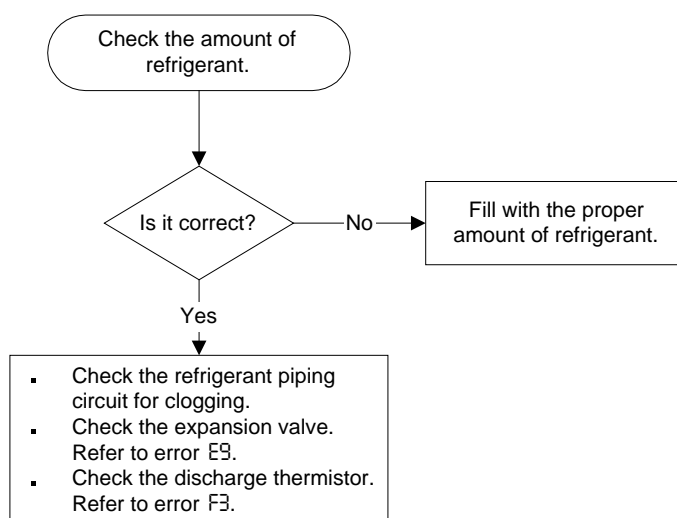 Check the amount of
refrigerant.
Is it correct?
No
Fill with the proper
amount of refrigerant.
Yes
▪ Check the refrigerant piping
circuit for clogging.
▪ Check the expansion valve.
Refer to error E9.
▪ Check the discharge thermistor.
Refer to error F3.